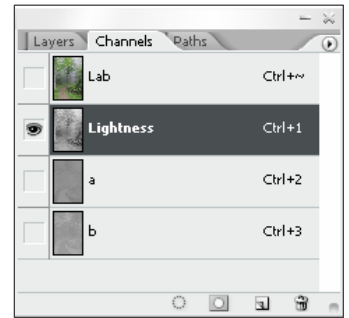 Layers Channels Paths
Lab Ctrl+~
Lightness Ctrl+1
a Ctrl+2
b Ctrl+3